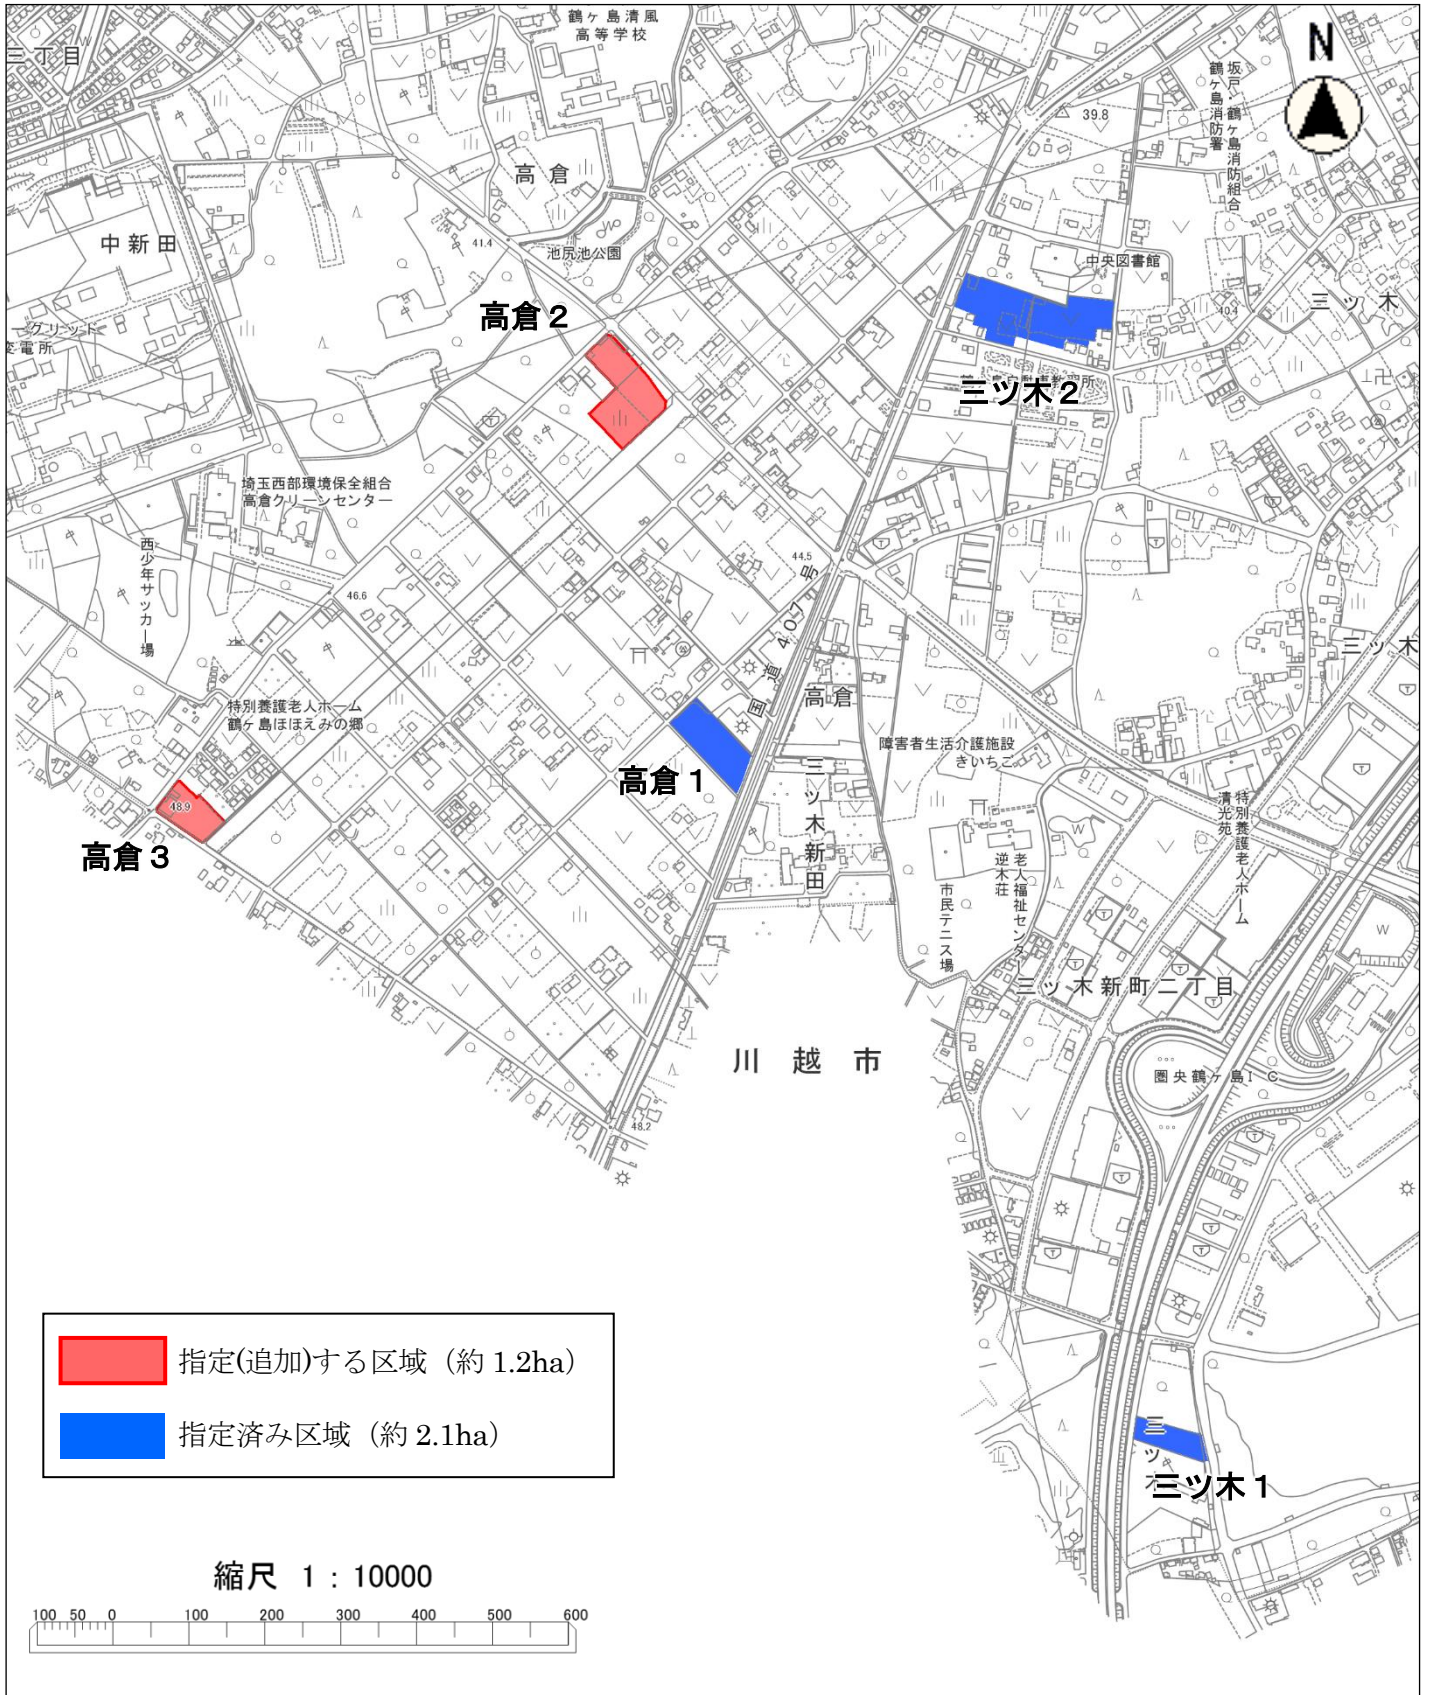 鶴ヶ島清風
高等学校
N
三丁目
坂戸、鶴ヶ島消防組合
鶴ヶ島消防署
39.8
高倉
中新田
41.4
池尻池公園
中央図書館
三ッ木
高倉２
40.4
変電所
三ツ木２
埼玉西部環境保全組合
高倉クリーンセンター
西少年サッカー場
44.5
46.6
国道407号
三ッ木
高倉
特別養護老人ホーム
鶴ヶ島ほほえみの郷
障害者生活介護施設
きいちご
高倉１
三ツ木新田
48.9
特別養護老人ホーム
清光苑
高倉３
老人福祉センター
逆木荘
市民テニス場
W
W
三ッ木新町二丁目
川越市
圏央鶴ヶ島I C
48.2
指定(追加)する区域（約 1.2ha）
指定済み区域（約 2.1ha）
三ツ木
三ツ木１
縮尺 1：10000
100 50 0 100 200 300 400 500 600